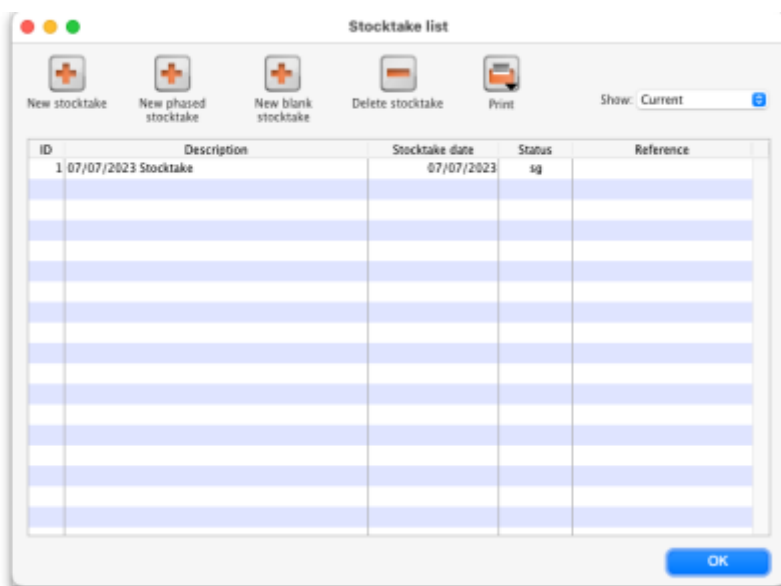 Stocktake list
New stocktake
New phased
stocktake
New blank
stocktake
Delete stocktake
Print
Show: Current
ID Description Stocktake date Status Reference
1 07/07/2023 Stocktake 07/07/2023 sg
OK